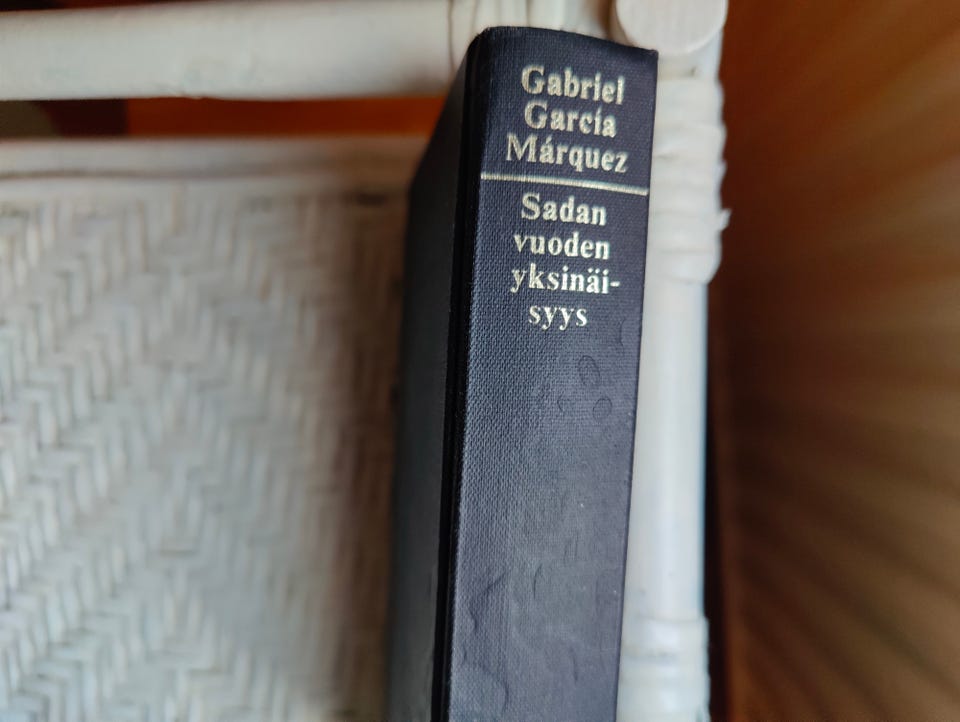 Gabriel
García
Márquez
Sadan
vuoden
yksinäi-
syys